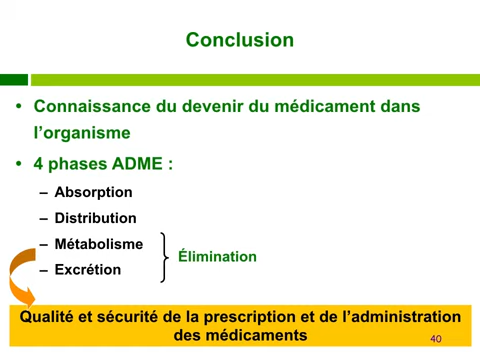 Conclusion
• Connaissance du devenir du médicament dans
l’organisme
• 4 phases ADME :
– Absorption
– Distribution
– Métabolisme
– Excrétion
Élimination
Qualité et sécurité de la prescription et de l’administration
des médicaments
40